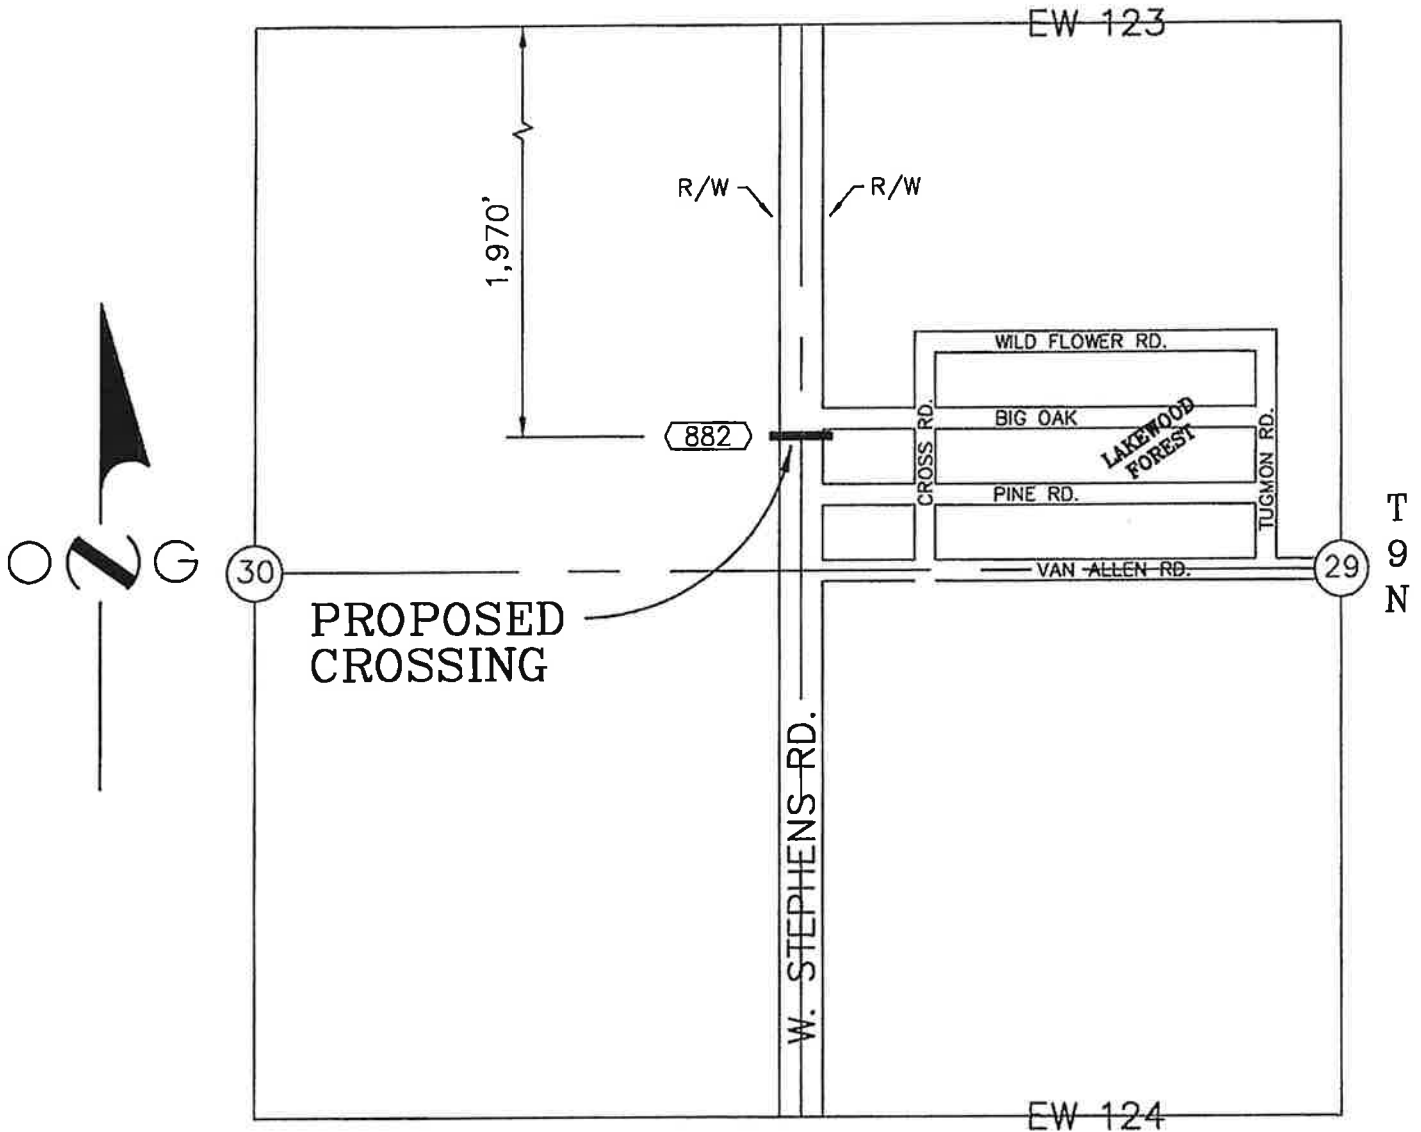 EW 123
1,970'
R/W
R/W
WILD FLOWER RD.
BIG OAK
LAKEWOOD
FOREST
CROSS RD.
TUGMON RD.
882
PINE RD.
T
9
N
O N G
30
29
VAN ALLEN RD.
PROPOSED
CROSSING
W. STEPHENS RD.
EW 124